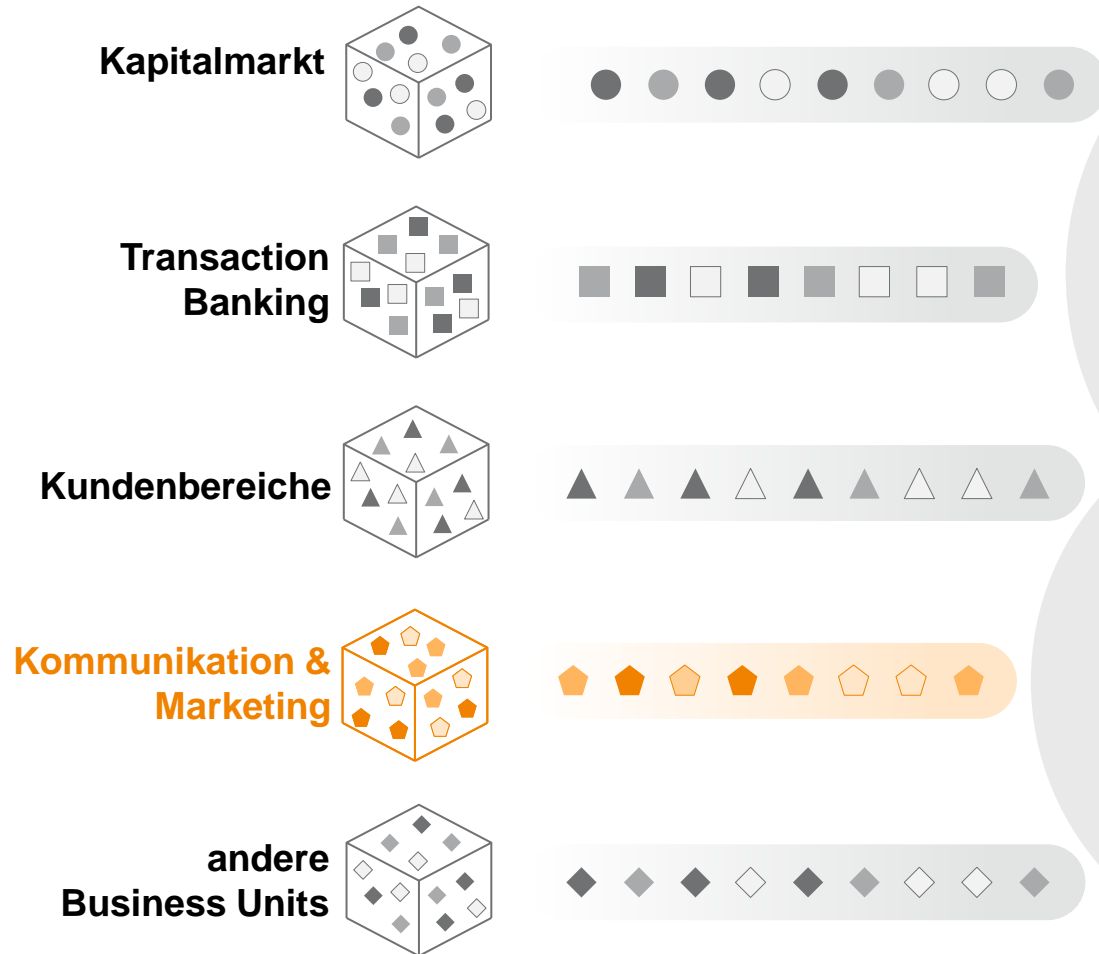 Kapitalmarkt
Transaction
Banking
Kundenbereiche
Kommunikation &
Marketing
andere
Business Units